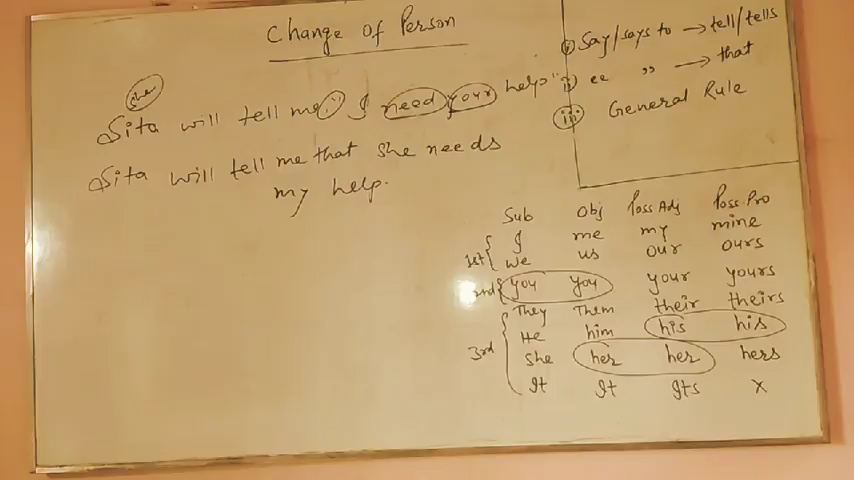 Change of Person
she
Sita will tell me," I need your help"
Sita will tell me that she needs
my help.
i) Say/says to → tell/tells
ii) " " → that
iii) General Rule
Sub Obj Poss Adj Poss. Pro
1st { I me my mine
we us our ours
2nd { you you your yours
3rd { They Them their theirs
He him his his
She her her hers
It It Its X